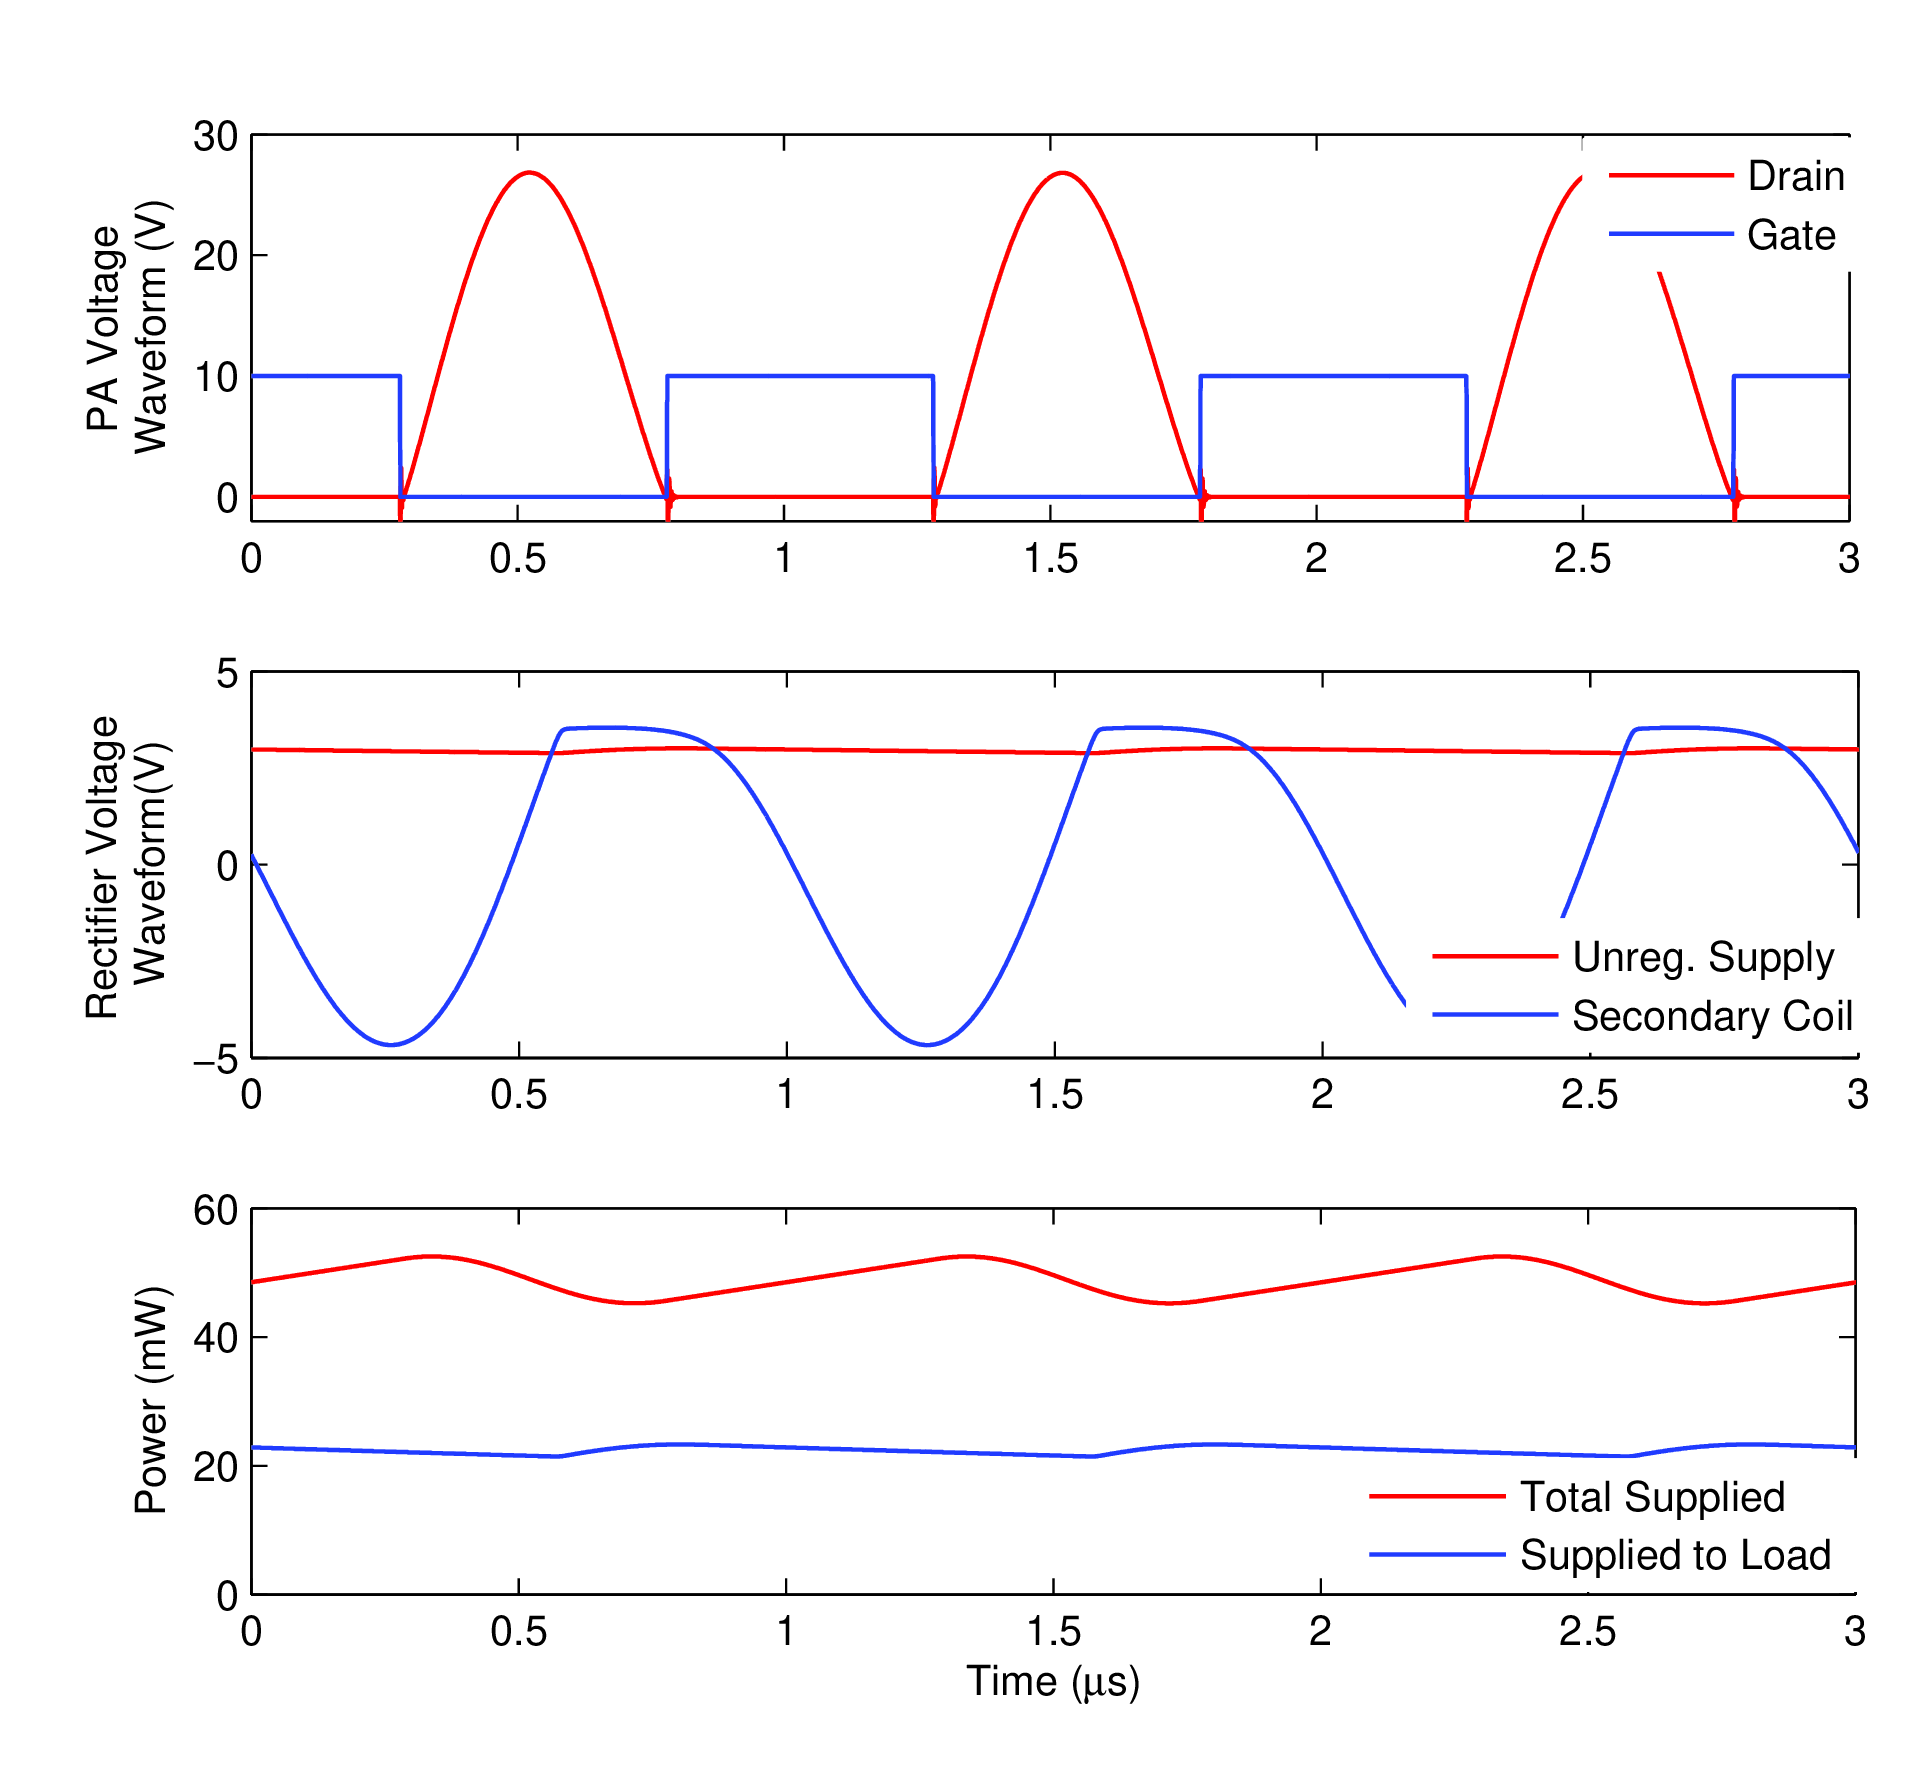 PA Voltage
Waveform (V)
30
20
10
0
0 0.5 1 1.5 2 2.5 3
Drain
Gate
Rectifier Voltage
Waveform(V)
5
0
−5
0 0.5 1 1.5 2 2.5 3
Unreg. Supply
Secondary Coil
Power (mW)
60
40
20
0
0 0.5 1 1.5 2 2.5 3
Total Supplied
Supplied to Load
Time (μs)